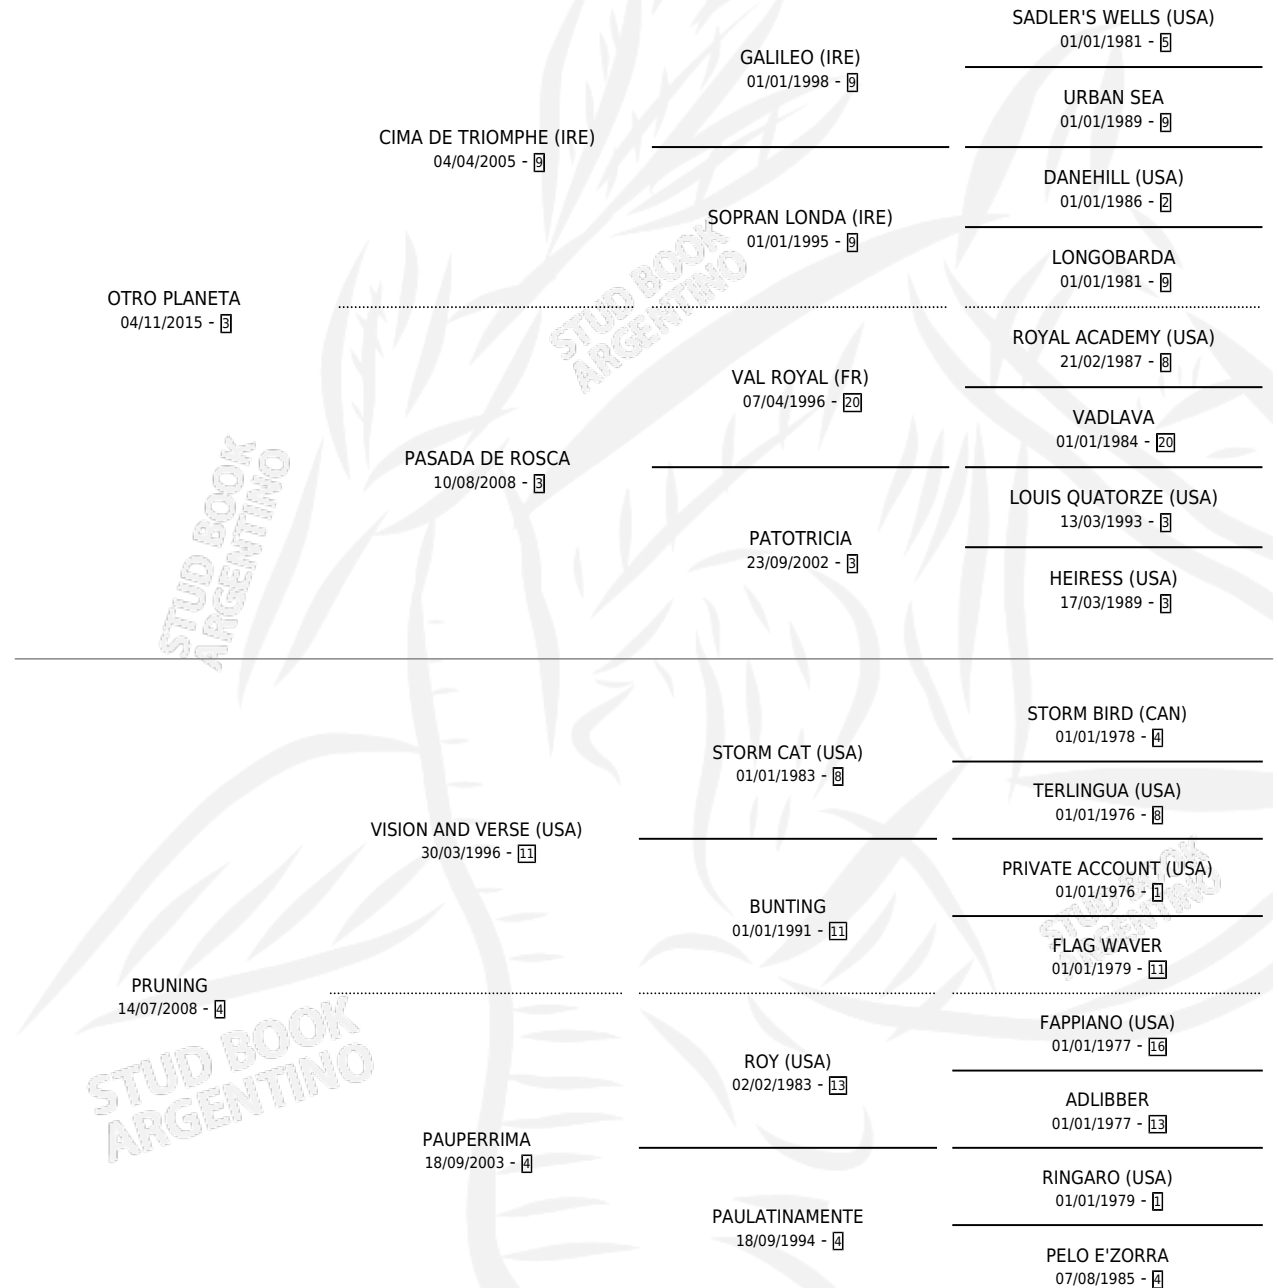 SADLER'S WELLS (USA)
01/01/1981 - 5
GALILEO (IRE)
01/01/1998 - 9
URBAN SEA
01/01/1989 - 9
CIMA DE TRIOMPHE (IRE)
04/04/2005 - 9
DANEHILL (USA)
01/01/1986 - 2
SOPRAN LONDA (IRE)
01/01/1995 - 9
LONGOBARDA
01/01/1981 - 9
OTRO PLANETA
04/11/2015 - 3
ROYAL ACADEMY (USA)
21/02/1987 - 8
VAL ROYAL (FR)
07/04/1996 - 20
VADLAVA
01/01/1984 - 20
PASADA DE ROSCA
10/08/2008 - 3
LOUIS QUATORZE (USA)
13/03/1993 - 3
PATOTRICIA
23/09/2002 - 3
HEIRESS (USA)
17/03/1989 - 3
STUD BOOK
ARGENTINO
STUD BOOK
ARGENTINO
STORM BIRD (CAN)
01/01/1978 - 4
STORM CAT (USA)
01/01/1983 - 8
TERLINGUA (USA)
01/01/1976 - 8
VISION AND VERSE (USA)
30/03/1996 - 11
PRIVATE ACCOUNT (USA)
01/01/1976 - 1
BUNTING
01/01/1991 - 11
FLAG WAVER
01/01/1979 - 11
PRUNING
14/07/2008 - 4
FAPPIANO (USA)
01/01/1977 - 16
ROY (USA)
02/02/1983 - 13
ADLIBBER
01/01/1977 - 13
PAUPERRIMA
18/09/2003 - 4
RINGARO (USA)
01/01/1979 - 1
PAULATINAMENTE
18/09/1994 - 4
PELO E'ZORRA
07/08/1985 - 4
STUD BOOK
ARGENTINO
STUD BOOK
ARGENTINO